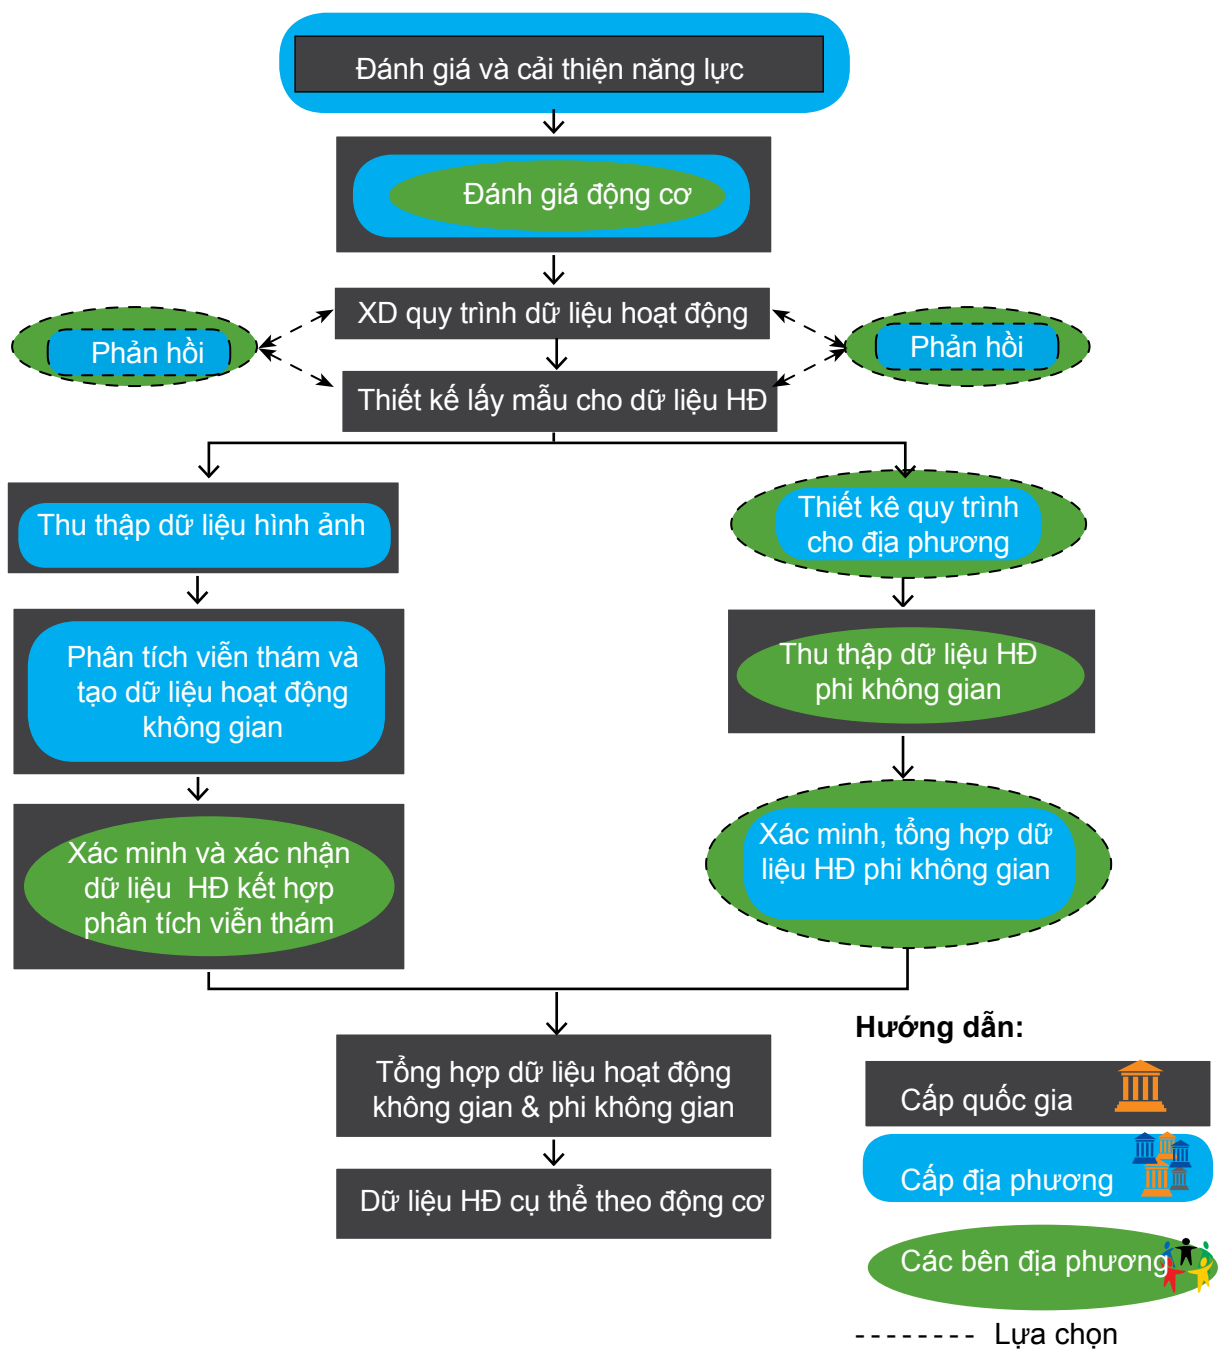 Đánh giá và cải thiện năng lực
Đánh giá động cơ
XD quy trình dữ liệu hoạt động
Phản hồi
Phản hồi
Thiết kế lấy mẫu cho dữ liệu HĐ
Thu thập dữ liệu hình ảnh
Thiết kê quy trình
cho địa phương
Phân tích viễn thám và
tạo dữ liệu hoạt động
không gian
Thu thập dữ liệu HĐ
phi không gian
Xác minh và xác nhận
dữ liệu HĐ kết hợp
phân tích viễn thám
Xác minh, tổng hợp dữ
liệu HĐ phi không gian
Tổng hợp dữ liệu hoạt động
không gian & phi không gian
Dữ liệu HĐ cụ thể theo động cơ
Hướng dẫn:
Cấp quốc gia
Cấp địa phương
Các bên địa phương
Lựa chọn